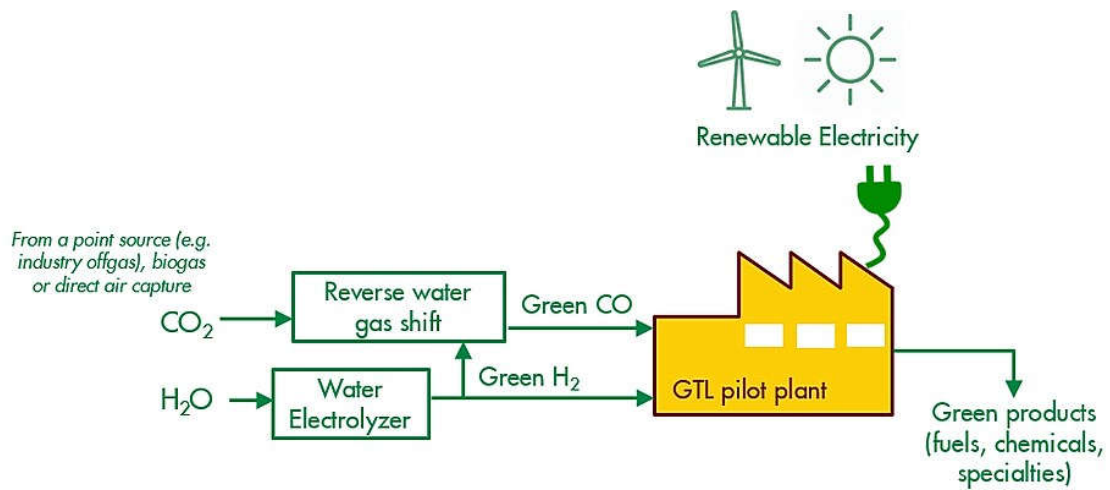 Renewable Electricity
From a point source (e.g.
industry offgas), biogas
or direct air capture
CO₂
Reverse water
gas shift
Green CO
H₂O
Water
Electrolyzer
Green H₂
GTL pilot plant
Green products
(fuels, chemicals,
specialties)